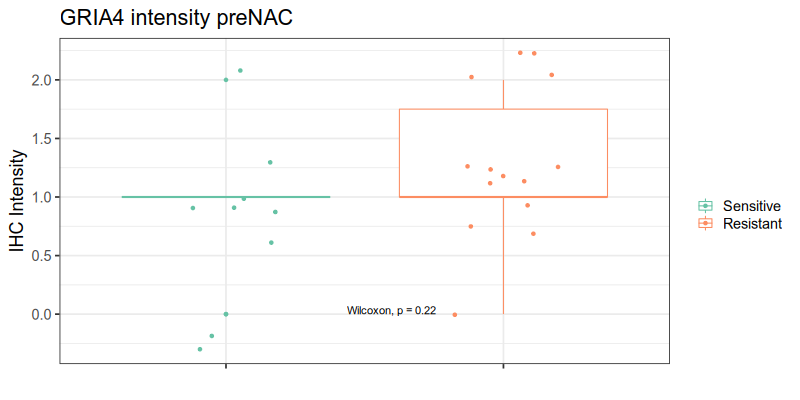 GRIA4 intensity preNAC
IHC Intensity
2.0
1.5
1.0
0.5
0.0
Wilcoxon, p = 0.22
Sensitive
Resistant